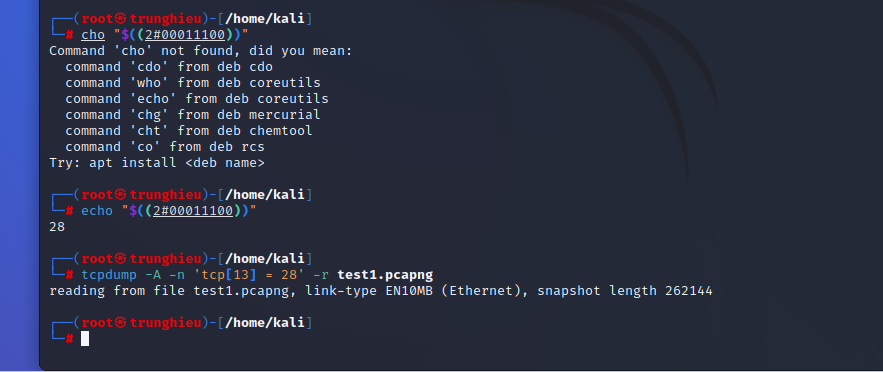 ┌──(root㉿trunghieu)-[/home/kali]
└─# cho "$((2#00011100))"
Command 'cho' not found, did you mean:
  command 'cdo' from deb cdo
  command 'who' from deb coreutils
  command 'echo' from deb coreutils
  command 'chg' from deb mercurial
  command 'cht' from deb chemtool
  command 'co' from deb rcs
Try: apt install <deb name>
┌──(root㉿trunghieu)-[/home/kali]
└─# echo "$((2#00011100))"
28
┌──(root㉿trunghieu)-[/home/kali]
└─# tcpdump -A -n 'tcp[13] = 28' -r test1.pcapng
reading from file test1.pcapng, link-type EN10MB (Ethernet), snapshot length 262144
┌──(root㉿trunghieu)-[/home/kali]
└─#